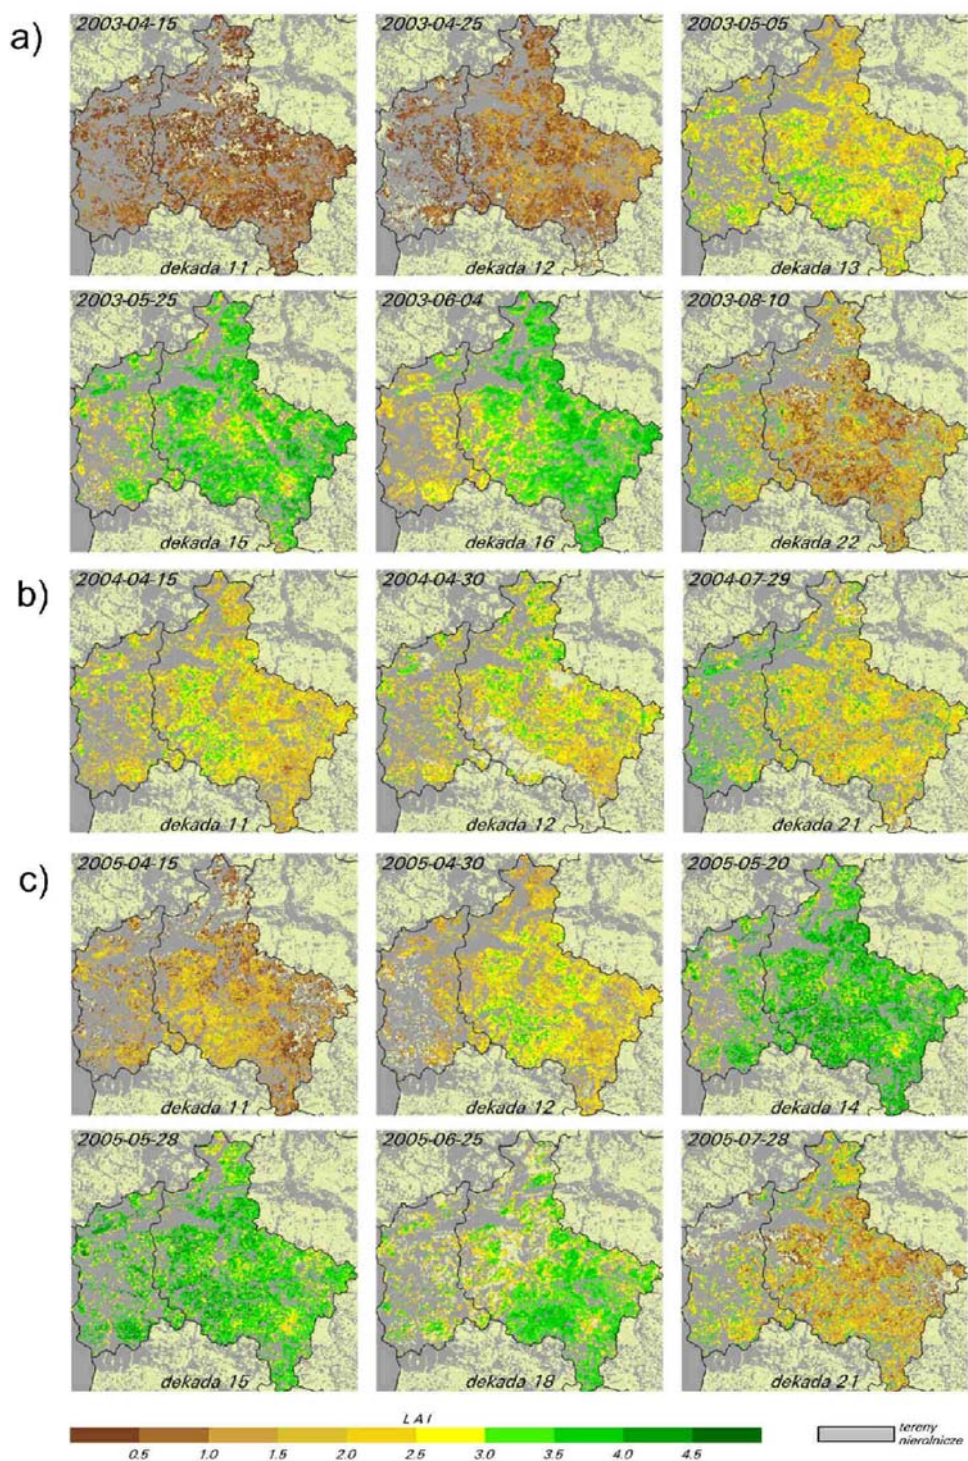 a)
2003-04-15
2003-04-25
2003-05-05
dekada 11
dekada 12
dekada 13
2003-05-25
2003-06-04
2003-08-10
dekada 15
dekada 16
dekada 22
b)
2004-04-15
2004-04-30
2004-07-29
dekada 11
dekada 12
dekada 21
c)
2005-04-15
2005-04-30
2005-05-20
dekada 11
dekada 12
dekada 14
2005-05-28
2005-06-25
2005-07-28
dekada 15
dekada 18
dekada 21
LAI
0.5 1.0 1.5 2.0 2.5 3.0 3.5 4.0 4.5
tereny
nierolnicze